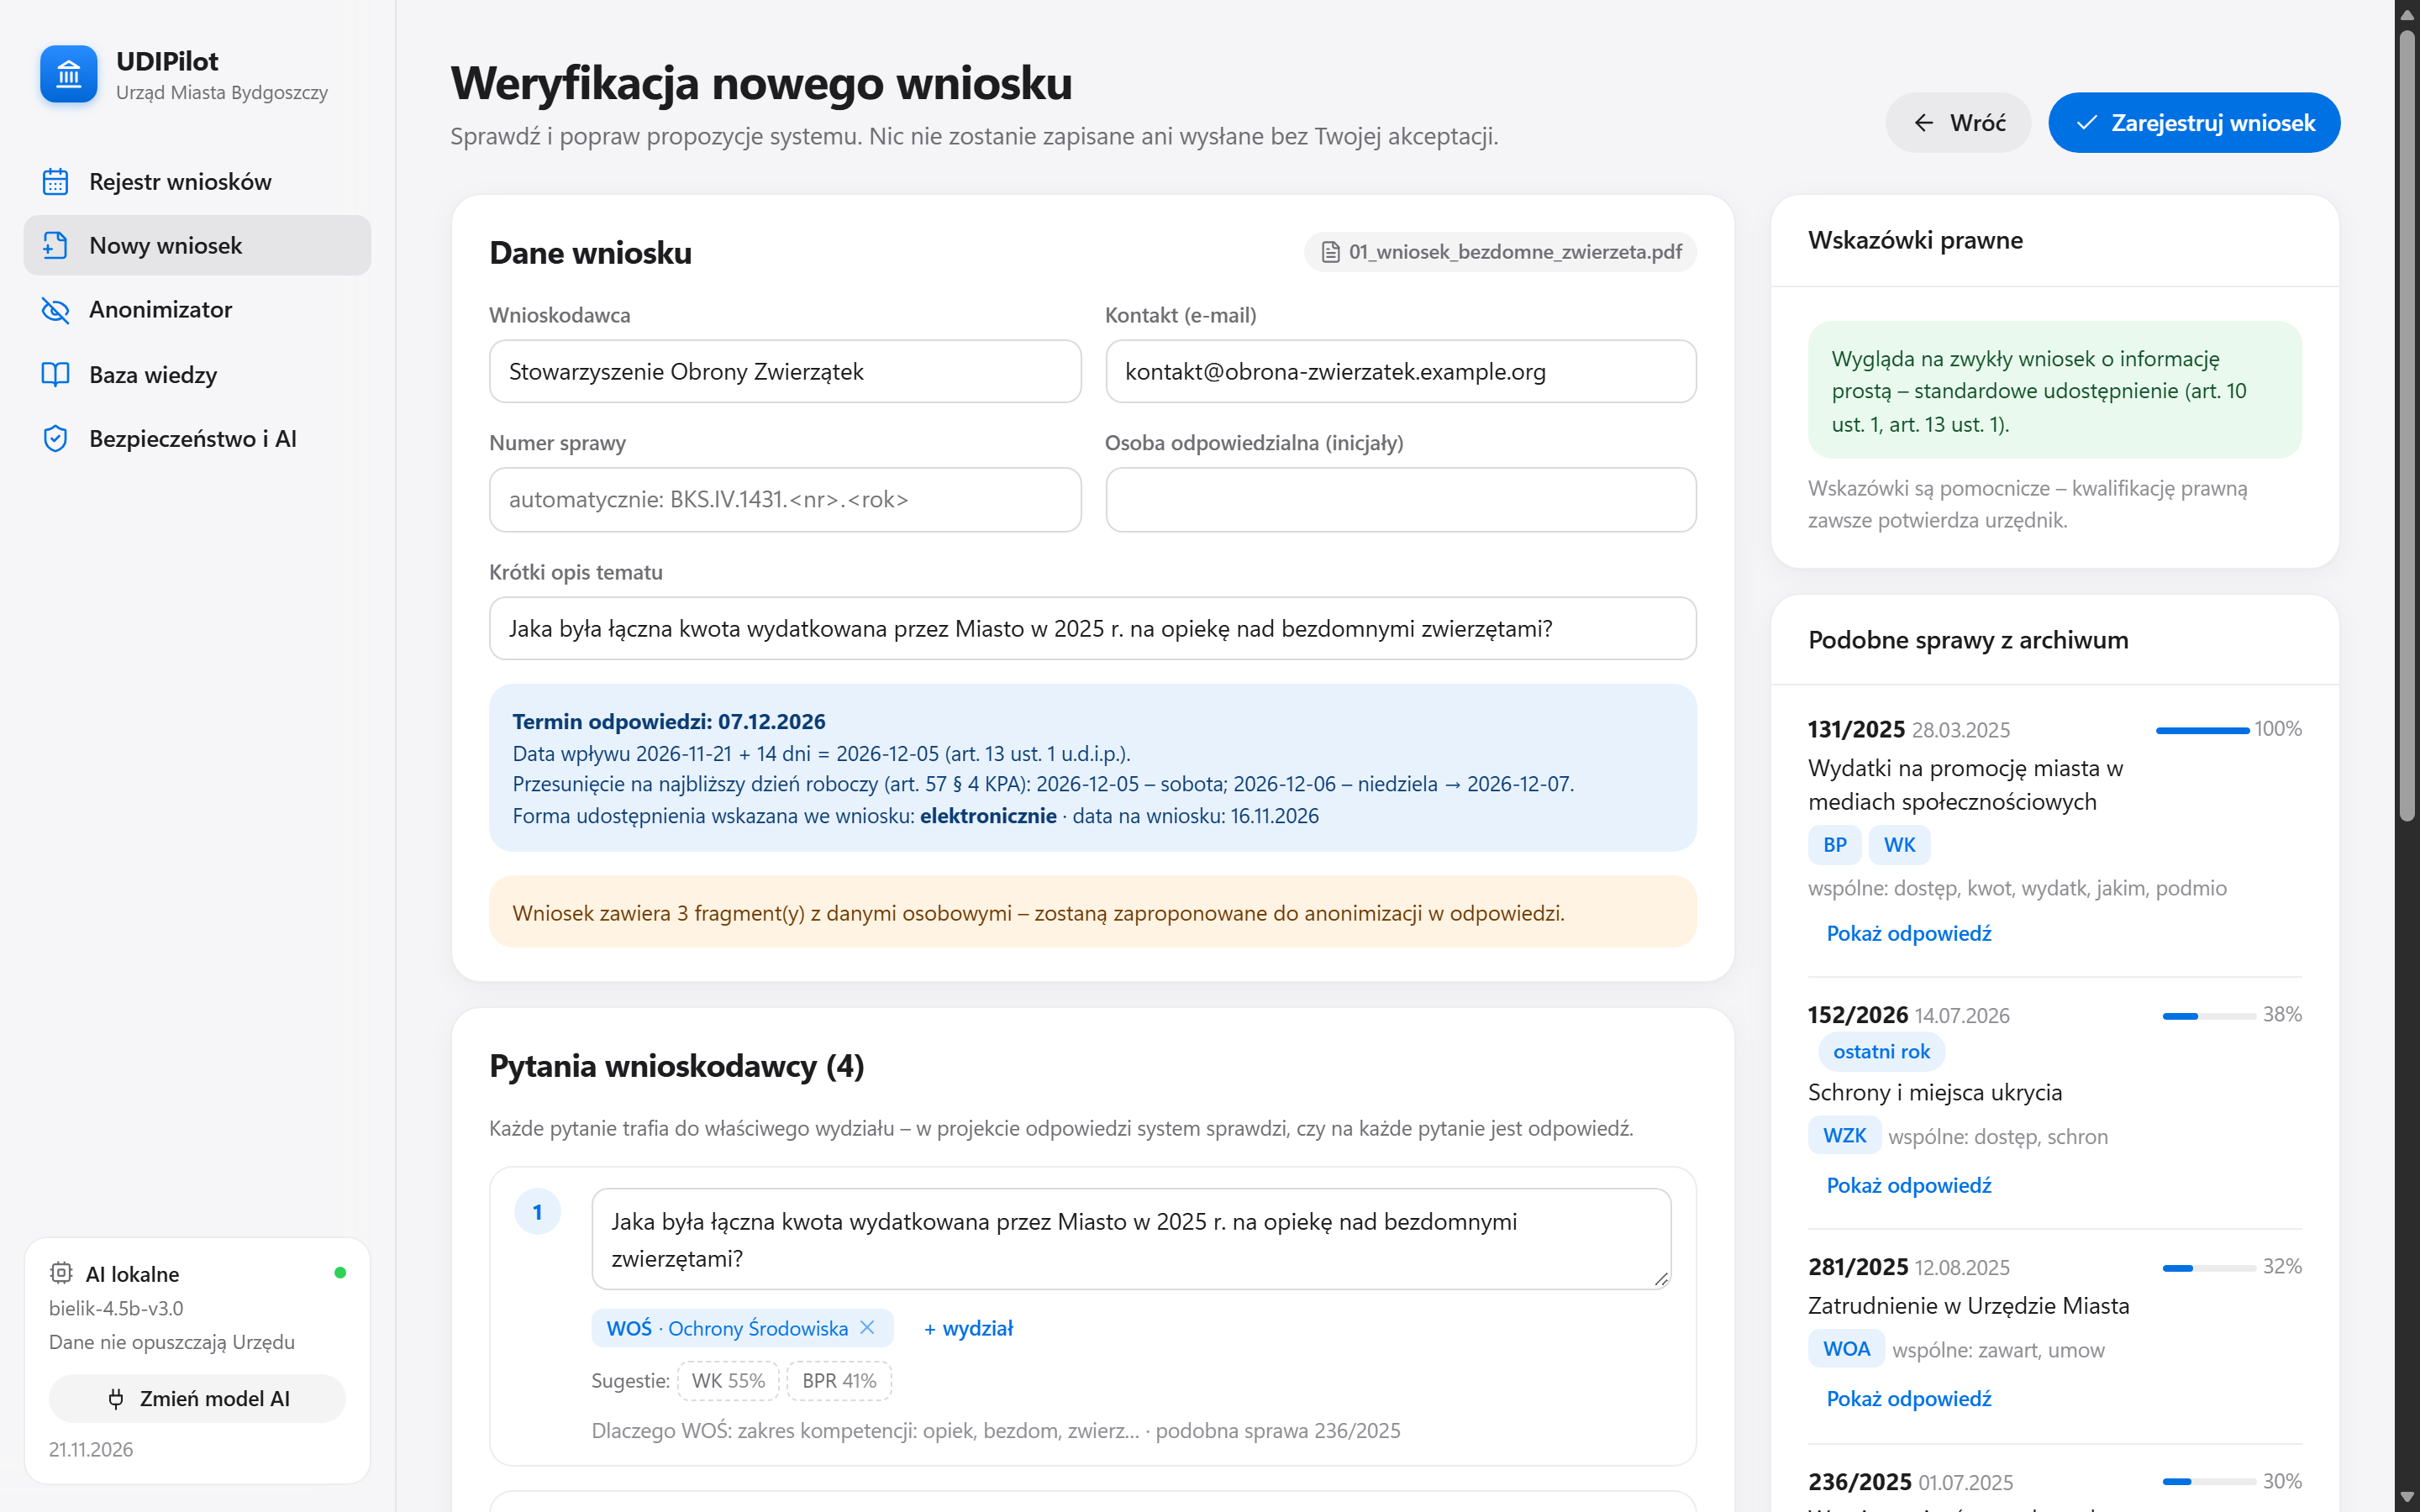 UDIPilot
Urząd Miasta Bydgoszczy
Rejestr wniosków
Nowy wniosek
Anonimizator
Baza wiedzy
Bezpieczeństwo i AI
AI lokalne
bielik-4.5b-v3.0
Dane nie opuszczają Urzędu
Zmień model AI
21.11.2026
Weryfikacja nowego wniosku
Sprawdź i popraw propozycje systemu. Nic nie zostanie zapisane ani wysłane bez Twojej akceptacji.
Wróć
Zarejestruj wniosek
Dane wniosku
01_wniosek_bezdomne_zwierzeta.pdf
Wnioskodawca
Kontakt (e-mail)
Stowarzyszenie Obrony Zwierzątek
kontakt@obrona-zwierzatek.example.org
Numer sprawy
Osoba odpowiedzialna (inicjały)
automatycznie: BKS.IV.1431.<nr>.<rok>
Krótki opis tematu
Jaka była łączna kwota wydatkowana przez Miasto w 2025 r. na opiekę nad bezdomnymi zwierzętami?
Termin odpowiedzi: 07.12.2026
Data wpływu 2026-11-21 + 14 dni = 2026-12-05 (art. 13 ust. 1 u.d.i.p.).
Przesunięcie na najbliższy dzień roboczy (art. 57 § 4 KPA): 2026-12-05 – sobota; 2026-12-06 – niedziela → 2026-12-07.
Forma udostępnienia wskazana we wniosku: elektronicznie · data na wniosku: 16.11.2026
Wniosek zawiera 3 fragment(y) z danymi osobowymi – zostaną zaproponowane do anonimizacji w odpowiedzi.
Pytania wnioskodawcy (4)
Każde pytanie trafia do właściwego wydziału – w projekcie odpowiedzi system sprawdzi, czy na każde pytanie jest odpowiedź.
1
Jaka była łączna kwota wydatkowana przez Miasto w 2025 r. na opiekę nad bezdomnymi
zwierzętami?
WOŚ · Ochrony Środowiska
+ wydział
Sugestie: WK 55% BPR 41%
Dlaczego WOŚ: zakres kompetencji: opiek, bezdom, zwierz… · podobna sprawa 236/2025
Wskazówki prawne
Wygląda na zwykły wniosek o informację
prostą – standardowe udostępnienie (art. 10
ust. 1, art. 13 ust. 1).
Wskazówki są pomocnicze – kwalifikację prawną
zawsze potwierdza urzędnik.
Podobne sprawy z archiwum
131/2025 28.03.2025 100%
Wydatki na promocję miasta w
mediach społecznościowych
BP WK
wspólne: dostęp, kwot, wydatk, jakim, podmio
Pokaż odpowiedź
152/2026 14.07.2026 38%
ostatni rok
Schrony i miejsca ukrycia
WZK wspólne: dostęp, schron
Pokaż odpowiedź
281/2025 12.08.2025 32%
Zatrudnienie w Urzędzie Miasta
WOA wspólne: zawart, umow
Pokaż odpowiedź
236/2025 01.07.2025 30%